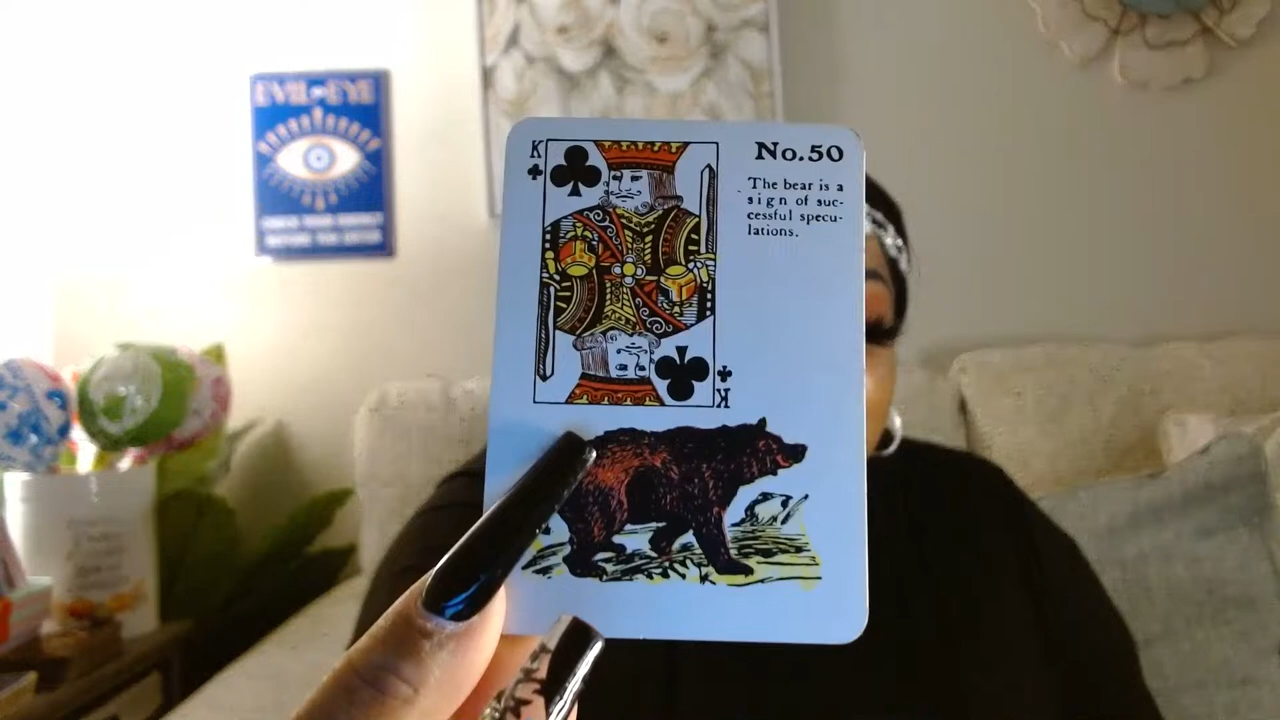 EVIL EYE
K
No.50
The bear is a
sign of suc-
cessful specu-
lations.
K